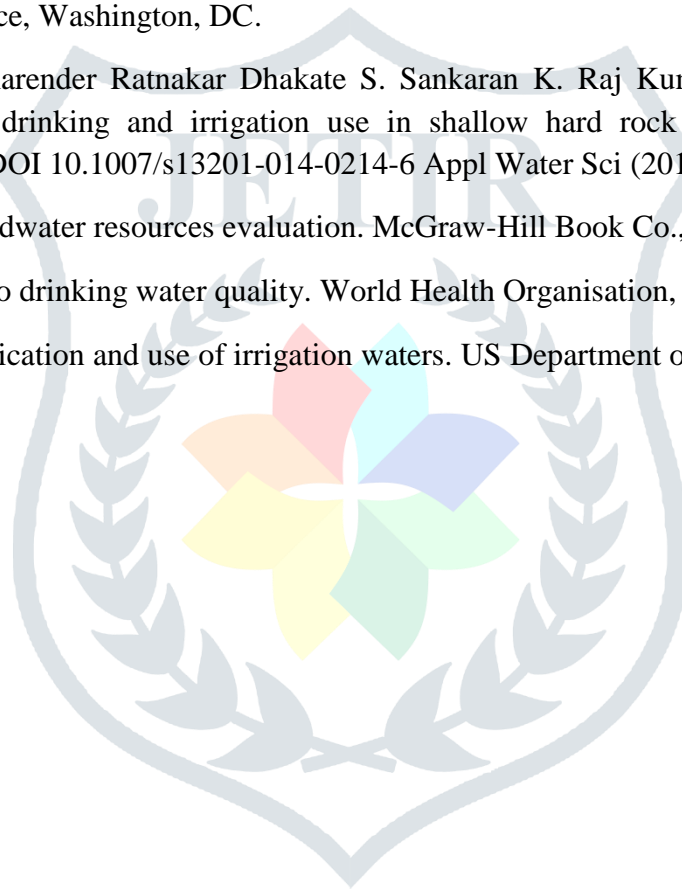 ce, Washington, DC.
arender Ratnakar Dhakate S. Sankaran K. Raj Kur
drinking and irrigation use in shallow hard rock
DOI 10.1007/s13201-014-0214-6 Appl Water Sci (201
JETIR
dwater resources evaluation. McGraw-Hill Book Co.,
o drinking water quality. World Health Organisation,
ication and use of irrigation waters. US Department o